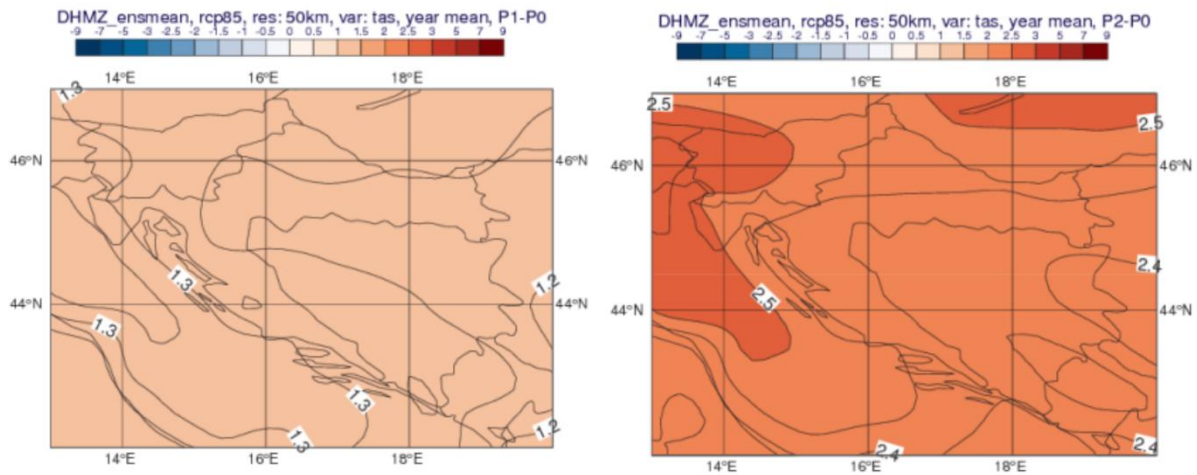 DHMZ_ensmean, rcp85, res: 50km, var: tas, year mean, P1-P0
-9 -7 -5 -3 -2.5 -2 -1.5 -1 -0.5 0 0.5 1 1.5 2 2.5 3 5 7 9
14°E 16°E 18°E
1.3
46°N 46°N
1.3 1.2
44°N 44°N
1.3
1.3
1.3 1.2
14°E 16°E 18°E
DHMZ_ensmean, rcp85, res: 50km, var: tas, year mean, P2-P0
-9 -7 -5 -3 -2.5 -2 -1.5 -1 -0.5 0 0.5 1 1.5 2 2.5 3 5 7 9
14°E 16°E 18°E
2.5
2.5
46°N 46°N
2.4
2.5
44°N 44°N
2.4 2.4
14°E 16°E 18°E